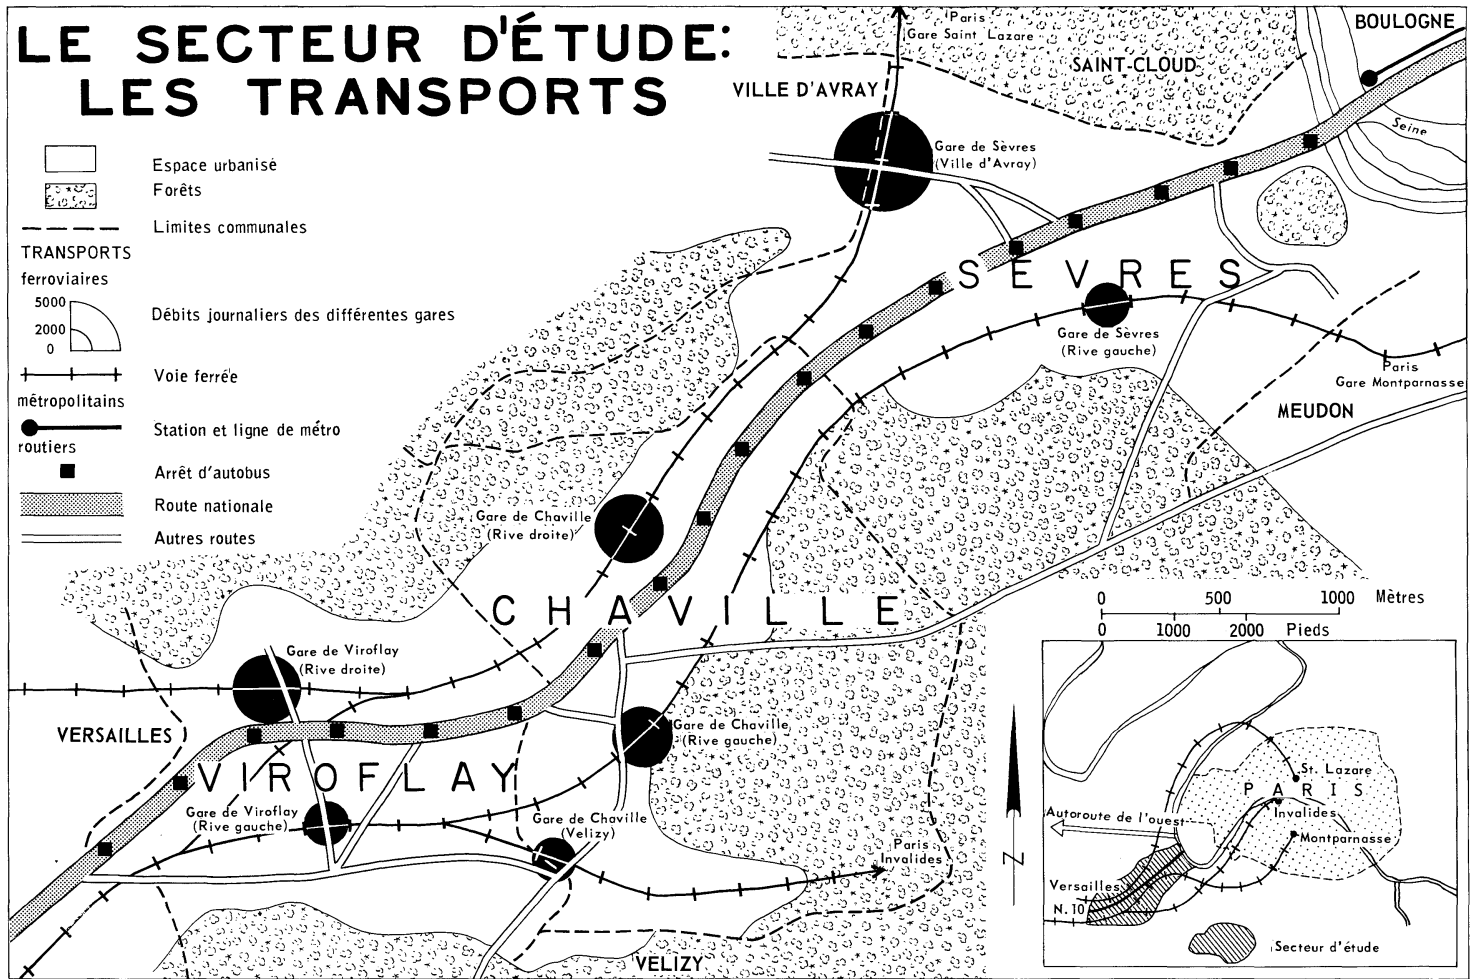 LE SECTEUR D'ÉTUDE:
LES TRANSPORTS
Espace urbanisé
Forêts
Limites communales
TRANSPORTS
ferroviaires
5000
2000
0
Débits journaliers des différentes gares
Voie ferrée
métropolitains
Station et ligne de métro
routiers
Arrêt d'autobus
Route nationale
Autres routes
Paris
Gare Saint Lazare
BOULOGNE
SAINT-CLOUD
VILLE D'AVRAY
Seine
Gare de Sèvres
(Ville d'Avray)
SÈVRES
Gare de Sèvres
(Rive gauche)
Paris
Gare Montparnasse
MEUDON
Gare de Chaville
(Rive droite)
CHAVILLE
Gare de Viroflay
(Rive droite)
VERSAILLES
Gare de Chaville
(Rive gauche)
VIROFLAY
Gare de Viroflay
(Rive gauche)
Gare de Chaville
(Velizy)
Paris
Invalides
VELIZY
0 500 1000 Mètres
0 1000 2000 Pieds
N
St. Lazare
PARIS
Invalides
Autoroute de l'ouest
Montparnasse
Versailles
N. 10
Secteur d'étude